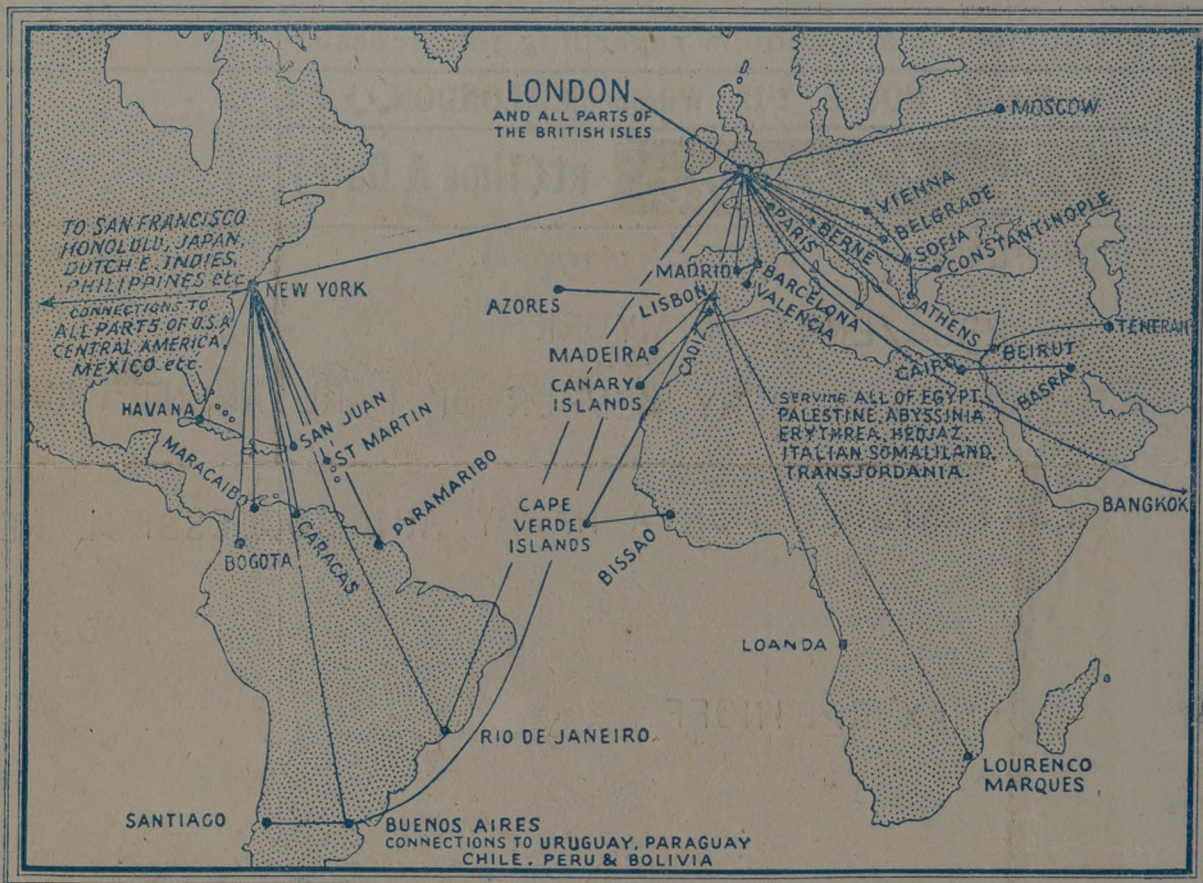 LONDON
AND ALL PARTS OF
THE BRITISH ISLES
MOSCOW
TO SAN FRANCISCO
HONOLULU, JAPAN,
DUTCH E. INDIES,
PHILIPPINES etc
CONNECTIONS TO
ALL PARTS OF U.S.A
CENTRAL AMERICA,
MEXICO etc.
NEW YORK
VIENNA
BELGRADE
SOFJA
CONSTANTINOPLE
PARIS
BERNE
MADRID
BARCELONA
VALENCIA
LISBON
AZORES
CADIZ
ATHENS
TEHERAN
BEIRUT
CAIRO
BASRA
MADEIRA
CANARY
ISLANDS
SERVING ALL OF EGYPT,
PALESTINE, ABYSSINIA
ERYTHREA, HEDJAZ,
ITALIAN SOMALILAND,
TRANSJORDANIA.
BANGKOK
HAVANA
SAN JUAN
ST MARTIN
MARACAIBO
PARAMARIBO
BOGOTA
CARACAS
CAPE
VERDE
ISLANDS
BISSAO
LOANDA
RIO DE JANEIRO
LOURENCO
MARQUES
SANTIAGO
BUENOS AIRES
CONNECTIONS TO URUGUAY, PARAGUAY
CHILE, PERU & BOLIVIA